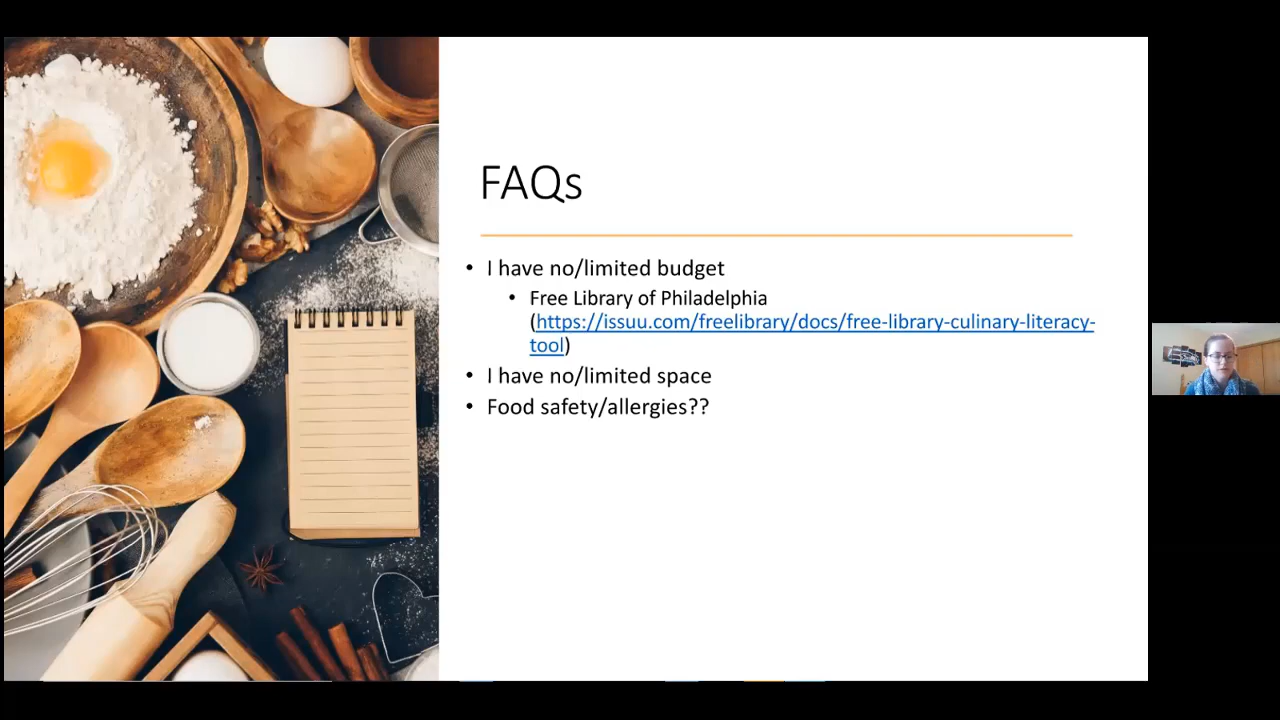 FAQs
• I have no/limited budget
• Free Library of Philadelphia
(https://issuu.com/freelibrary/docs/free-library-culinary-literacy-
tool)
• I have no/limited space
• Food safety/allergies??